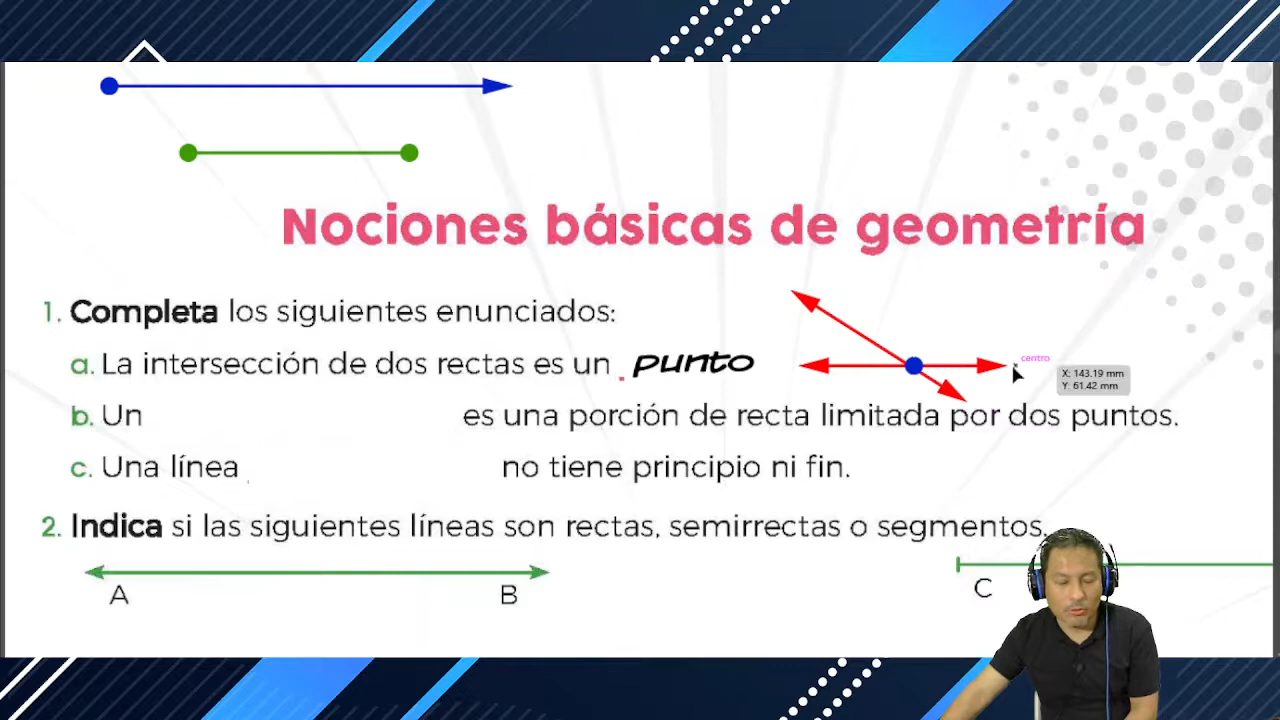 Nociones básicas de geometría
1. Completa los siguientes enunciados:
a. La intersección de dos rectas es un punto
centro
X: 143.19 mm
Y: 61.42 mm
b. Un es una porción de recta limitada por dos puntos.
c. Una línea no tiene principio ni fin.
2. Indica si las siguientes líneas son rectas, semirrectas o segmentos.
A B C